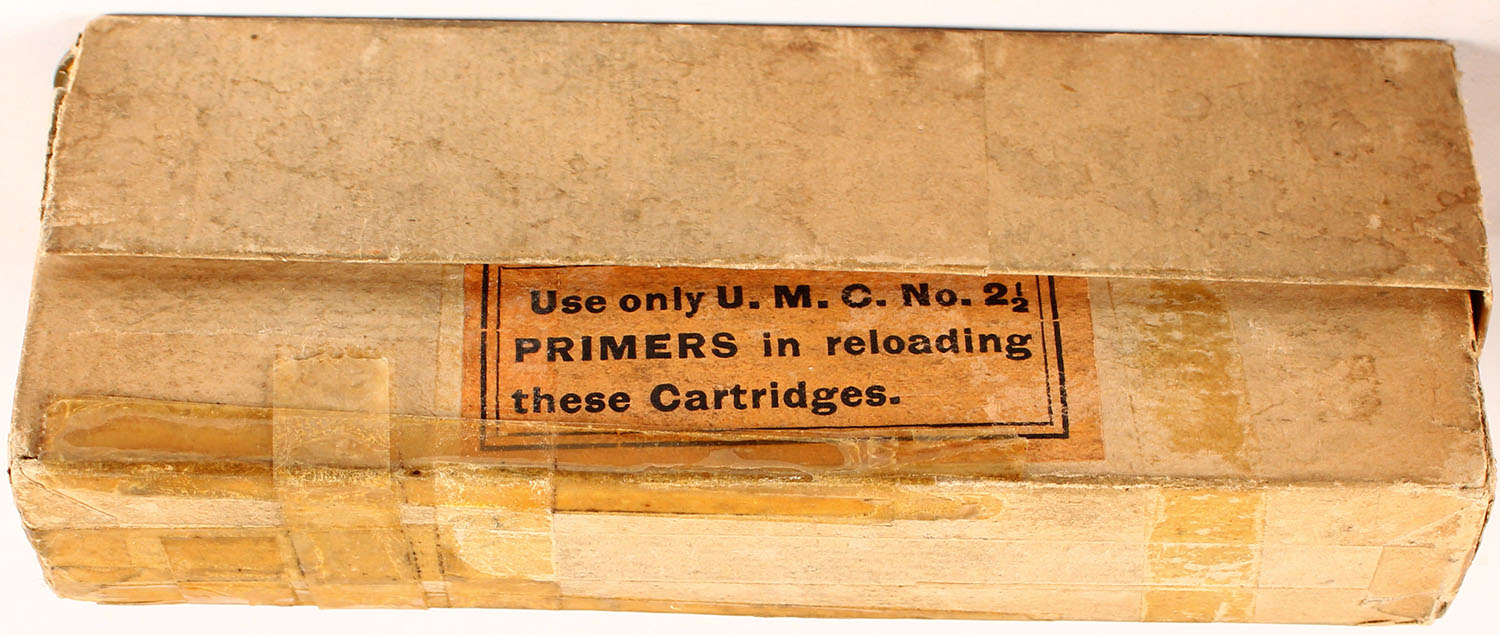 Use only U. M. C. No. 2½
PRIMERS in reloading
these Cartridges.